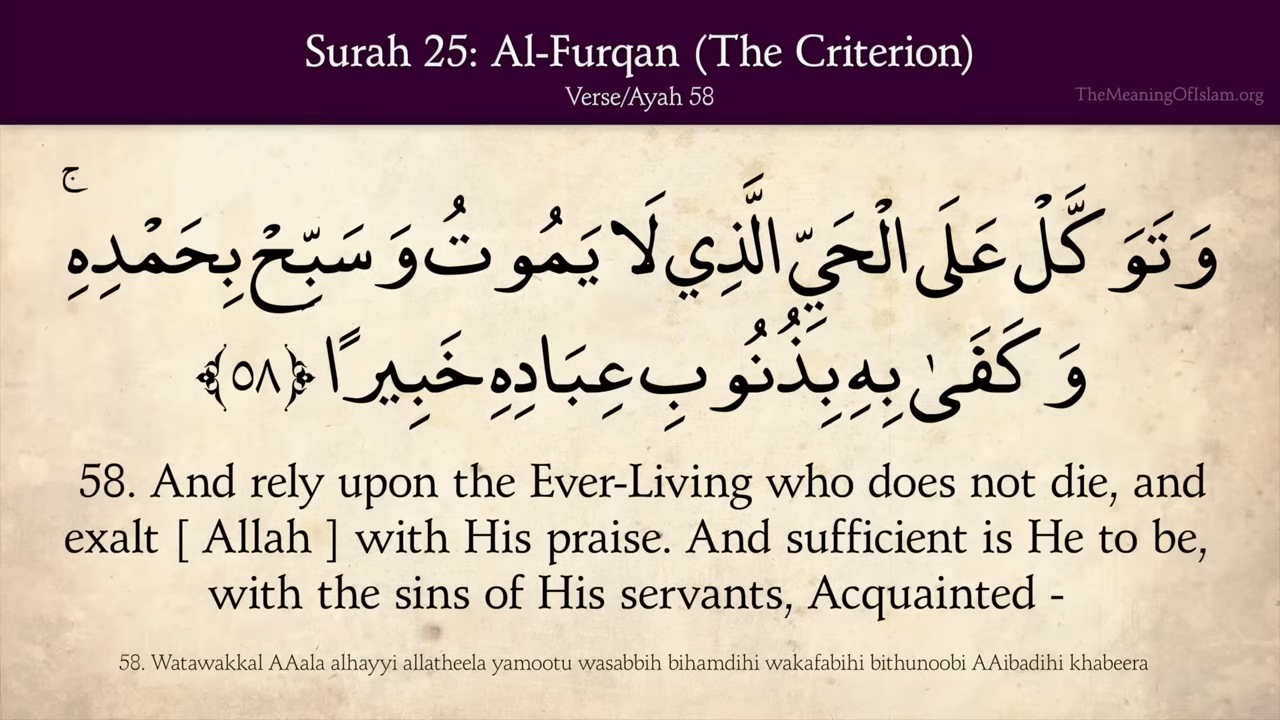 Surah 25: Al-Furqan (The Criterion)
Verse/Ayah 58
TheMeaningOfIslam.org
وَتَوَكَّلْ عَلَى الْحَيِّ الَّذِي لَا يَمُوتُ وَسَبِّحْ بِحَمْدِهِ ۚ
وَكَفَىٰ بِهِ بِذُنُوبِ عِبَادِهِ خَبِيرًا ﴿٥٨﴾
58. And rely upon the Ever-Living who does not die, and
exalt [ Allah ] with His praise. And sufficient is He to be,
with the sins of His servants, Acquainted -
58. Watawakkal AAala alhayyi allatheela yamootu wasabbih bihamdihi wakafabihi bithunoobi AAibadihi khabeera